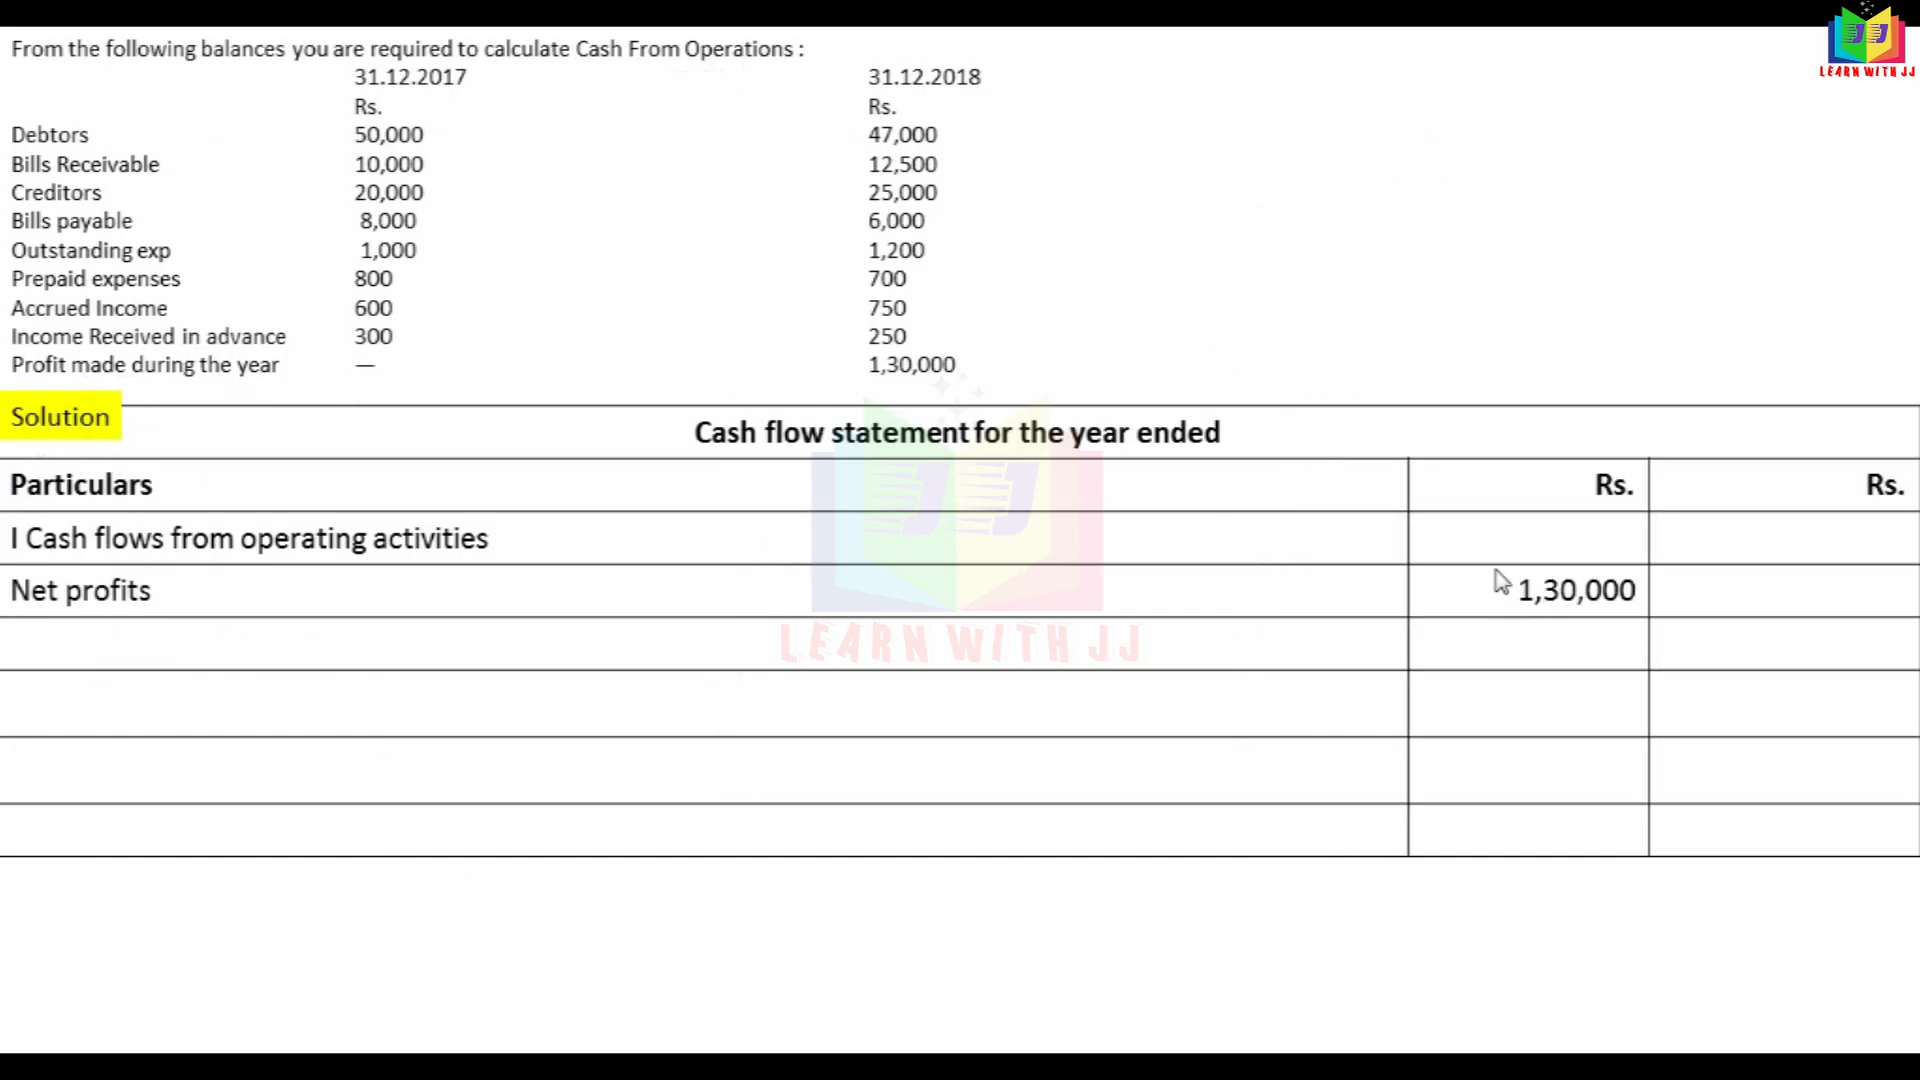 LEARN WITH JJ
From the following balances you are required to calculate Cash From Operations :
31.12.2017 31.12.2018
Rs. Rs.
Debtors 50,000 47,000
Bills Receivable 10,000 12,500
Creditors 20,000 25,000
Bills payable 8,000 6,000
Outstanding exp 1,000 1,200
Prepaid expenses 800 700
Accrued Income 600 750
Income Received in advance 300 250
Profit made during the year — 1,30,000
Solution
Cash flow statement for the year ended
Particulars Rs. Rs.
I Cash flows from operating activities
Net profits 1,30,000
JJ
LEARN WITH JJ